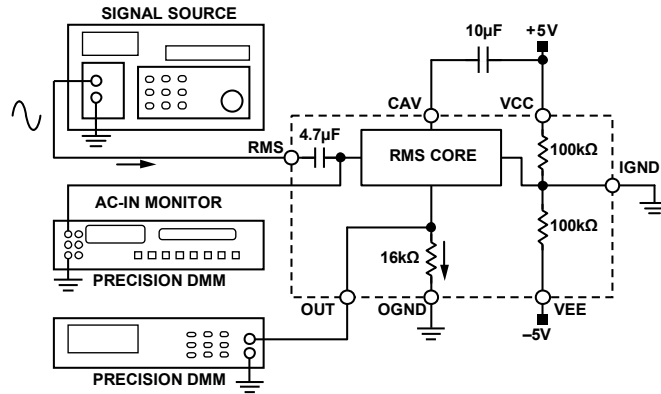 SIGNAL SOURCE
10µF
+5V
CAV
VCC
4.7µF
RMS
RMS CORE
100kΩ
IGND
AC-IN MONITOR
100kΩ
16kΩ
PRECISION DMM
OUT
OGND
VEE
–5V
PRECISION DMM